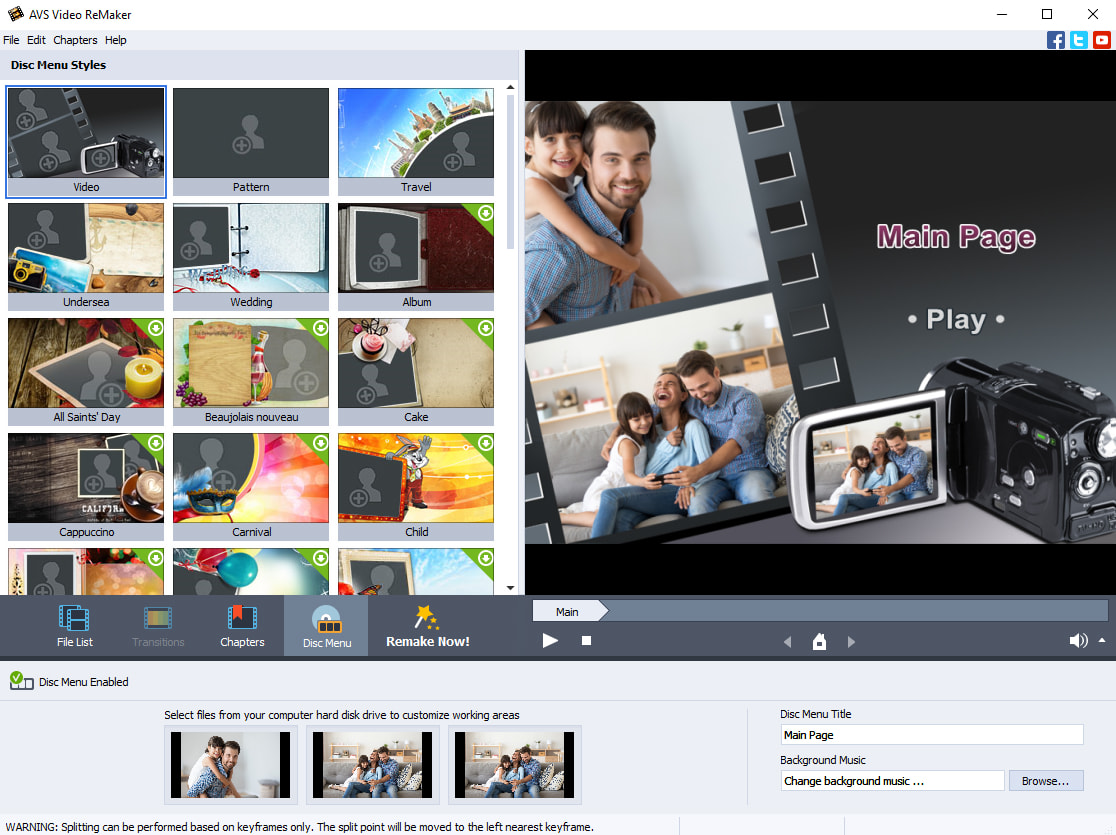 AVS Video ReMaker
File Edit Chapters Help
Disc Menu Styles
Video
Pattern
Travel
Undersea
Wedding
Album
All Saints' Day
Beaujolais nouveau
Cake
CALIF
Cappuccino
Carnival
Child
Main Page
• Play •
File List
Transitions
Chapters
Disc Menu
Remake Now!
Main
Disc Menu Enabled
Select files from your computer hard disk drive to customize working areas
Disc Menu Title
Main Page
Background Music
Change background music ...
Browse...
WARNING: Splitting can be performed based on keyframes only. The split point will be moved to the left nearest keyframe.